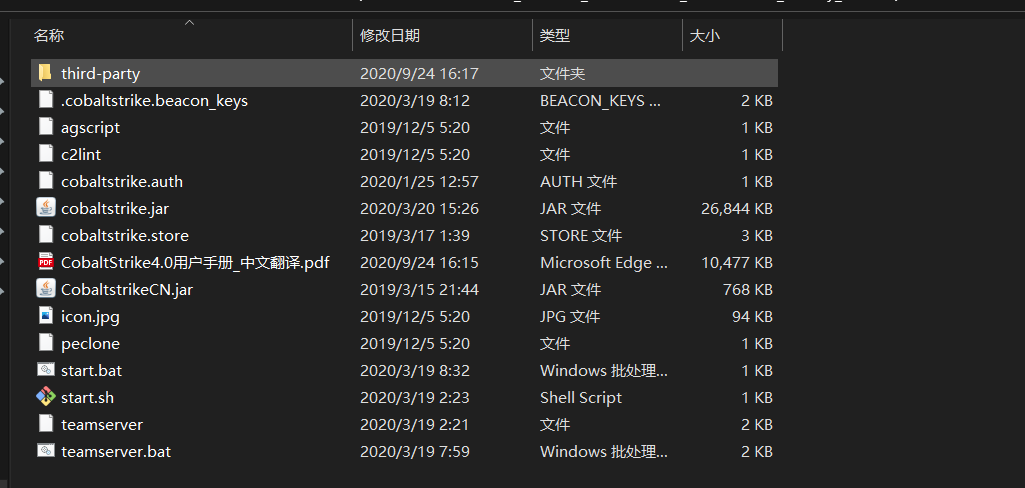 名称 修改日期 类型 大小
third-party 2020/9/24 16:17 文件夹
.cobaltstrike.beacon_keys 2020/3/19 8:12 BEACON_KEYS ... 2 KB
agscript 2019/12/5 5:20 文件 1 KB
c2lint 2019/12/5 5:20 文件 1 KB
cobaltstrike.auth 2020/1/25 12:57 AUTH 文件 1 KB
cobaltstrike.jar 2020/3/20 15:26 JAR 文件 26,844 KB
cobaltstrike.store 2019/3/17 1:39 STORE 文件 3 KB
CobaltStrike4.0用户手册_中文翻译.pdf 2020/9/24 16:15 Microsoft Edge ... 10,477 KB
CobaltstrikeCN.jar 2019/3/15 21:44 JAR 文件 768 KB
icon.jpg 2019/12/5 5:20 JPG 文件 94 KB
peclone 2019/12/5 5:20 文件 1 KB
start.bat 2020/3/19 8:32 Windows 批处理... 1 KB
start.sh 2020/3/19 2:23 Shell Script 1 KB
teamserver 2020/3/19 2:21 文件 2 KB
teamserver.bat 2020/3/19 7:59 Windows 批处理... 2 KB